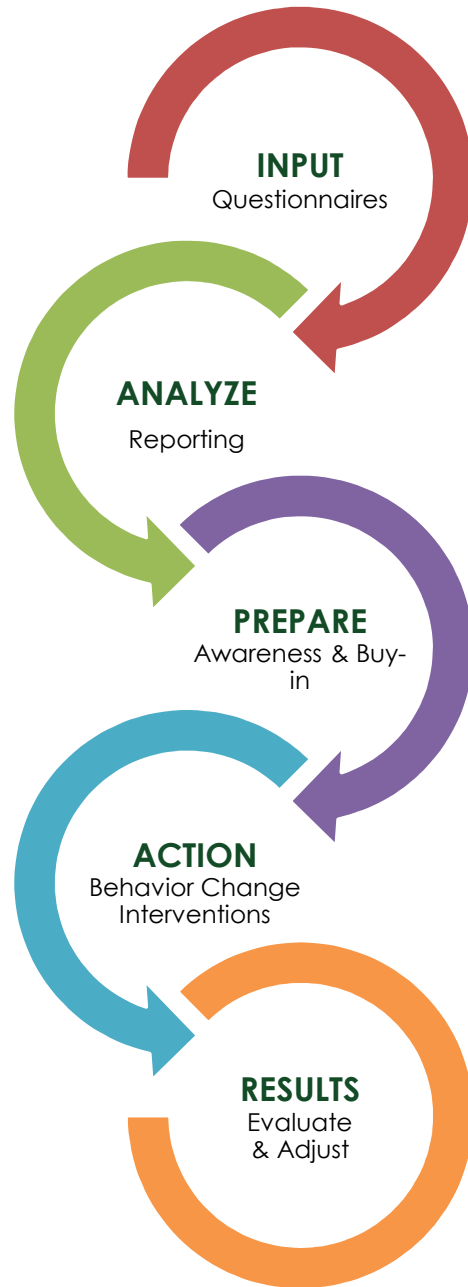 INPUT
Questionnaires
ANALYZE
Reporting
PREPARE
Awareness & Buy-
in
ACTION
Behavior Change
Interventions
RESULTS
Evaluate
& Adjust